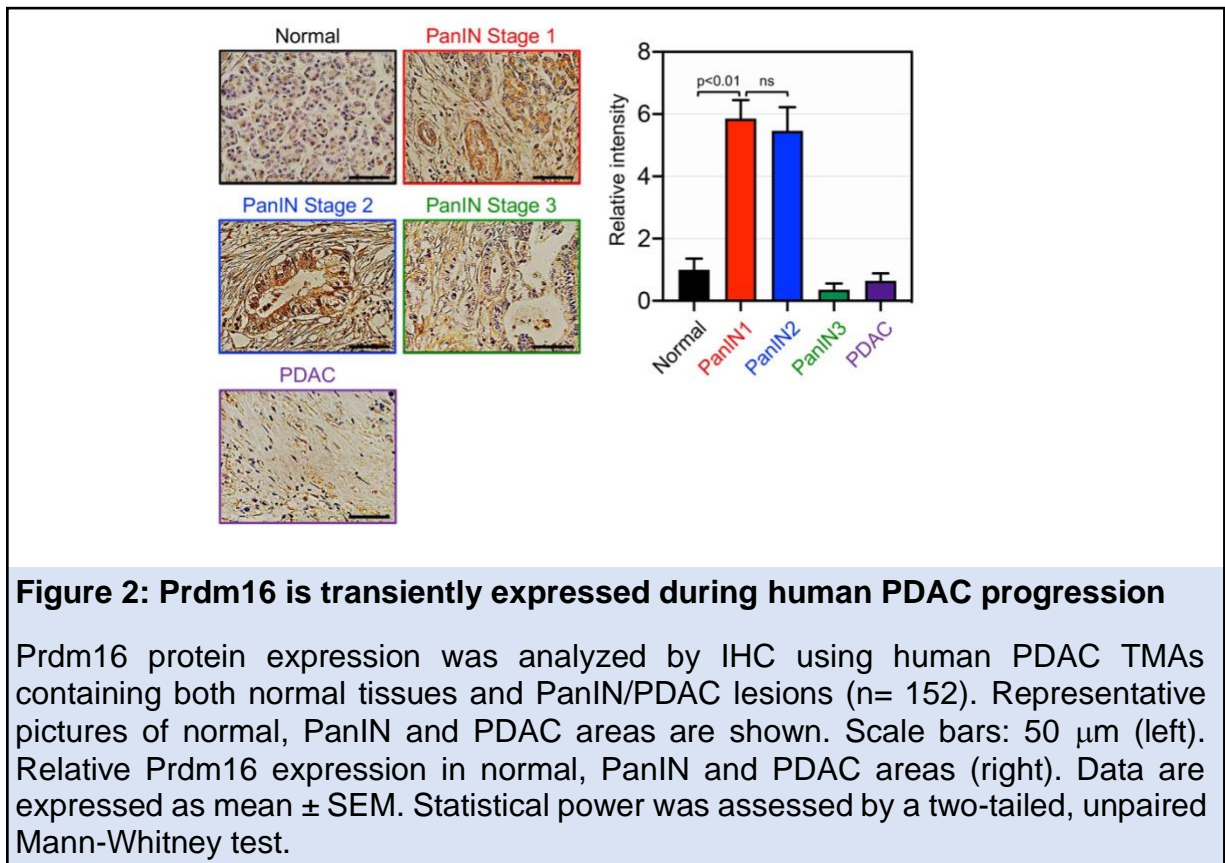 Normal
PanIN Stage 1
PanIN Stage 2
PanIN Stage 3
PDAC
Relative intensity
8
6
4
2
0
p<0.01
ns
Normal
PanIN1
PanIN2
PanIN3
PDAC
Figure 2: Prdm16 is transiently expressed during human PDAC progression
Prdm16 protein expression was analyzed by IHC using human PDAC TMAs
containing both normal tissues and PanIN/PDAC lesions (n= 152). Representative
pictures of normal, PanIN and PDAC areas are shown. Scale bars: 50 μm (left).
Relative Prdm16 expression in normal, PanIN and PDAC areas (right). Data are
expressed as mean ± SEM. Statistical power was assessed by a two-tailed, unpaired
Mann-Whitney test.